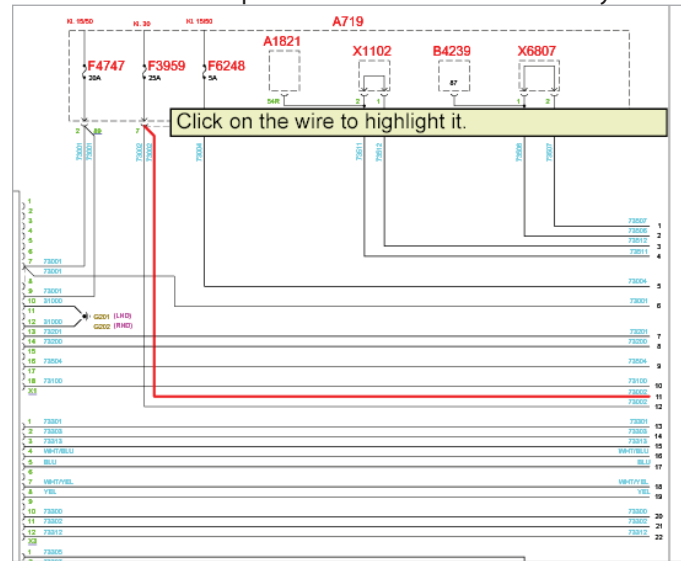 Kl. 15/50 Kl. 30 Kl. 15/50 A719
A1821 X1102 B4239 X6807
F4747 F3959 F6248
20A 25A 5A
87
54R 2 1 1 2
Click on the wire to highlight it.
2 89 7
73001 73001 73002 73002 73004 73511 73512 73506 73507
1
2
3
4
5
6
7 73001
73001
8
9 73001
10 31000
11 G201 (LHD)
12 31000 G202 (RHD)
13 73201
14 73200
15
16 73504
17
18 73100
X1
73507 1
73506 2
73512 3
73511 4
73004 5
73001 6
73201 7
73200 8
73504 9
73100 10
73002 11
73002 12
1 73301 73301 13
2 73303 73303 14
3 73313 73313 15
4 WHT/BLU WHT/BLU 16
5 BLU BLU 17
6
7 WHT/YEL WHT/YEL 18
8 YEL YEL 19
9
10 73300 73300 20
11 73302 73302 21
12 73312 73312 22
X3
1 73305